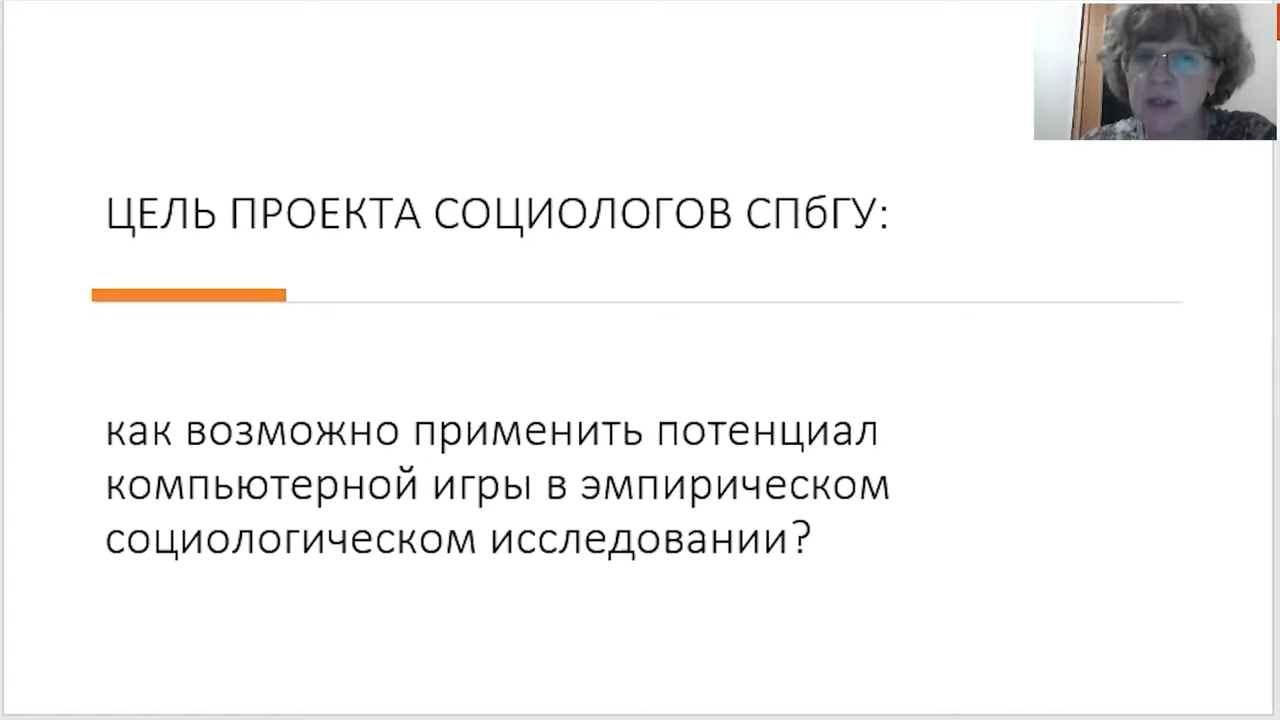 ЦЕЛЬ ПРОЕКТА СОЦИОЛОГОВ СПбГУ:
как возможно применить потенциал
компьютерной игры в эмпирическом
социологическом исследовании?